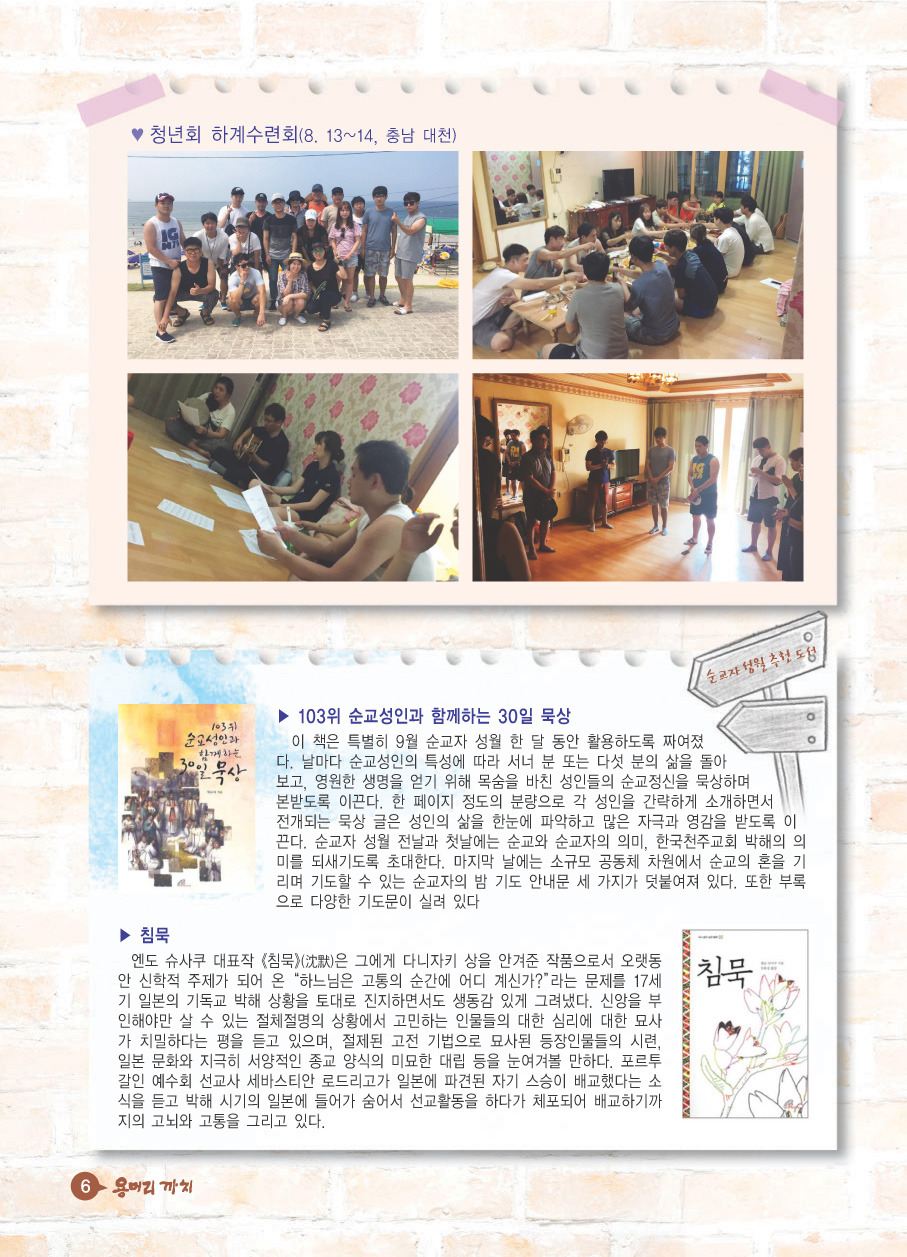 ♥ 청년회 하계수련회(8. 13~14, 충남 대천)
순교자 성월 추천 도서
103위
순교성인과
함께하는
30일 묵상
▶ 103위 순교성인과 함께하는 30일 묵상
이 책은 특별히 9월 순교자 성월 한 달 동안 활용하도록 짜여졌
다. 날마다 순교성인의 특성에 따라 서너 분 또는 다섯 분의 삶을 돌아
보고, 영원한 생명을 얻기 위해 목숨을 바친 성인들의 순교정신을 묵상하며
본받도록 이끈다. 한 페이지 정도의 분량으로 각 성인을 간략하게 소개하면서
전개되는 묵상 글은 성인의 삶을 한눈에 파악하고 많은 자극과 영감을 받도록 이
끈다. 순교자 성월 전날과 첫날에는 순교와 순교자의 의미, 한국천주교회 박해의 의
미를 되새기도록 초대한다. 마지막 날에는 소규모 공동체 차원에서 순교의 혼을 기
리며 기도할 수 있는 순교자의 밤 기도 안내문 세 가지가 덧붙여져 있다. 또한 부록
으로 다양한 기도문이 실려 있다
▶ 침묵
엔도 슈사쿠 대표작 《침묵》(沈默)은 그에게 다니자키 상을 안겨준 작품으로서 오랫동
안 신학적 주제가 되어 온 “하느님은 고통의 순간에 어디 계신가?”라는 문제를 17세
기 일본의 기독교 박해 상황을 토대로 진지하면서도 생동감 있게 그려냈다. 신앙을 부
인해야만 살 수 있는 절체절명의 상황에서 고민하는 인물들의 대한 심리에 대한 묘사
가 치밀하다는 평을 듣고 있으며, 절제된 고전 기법으로 묘사된 등장인물들의 시련,
일본 문화와 지극히 서양적인 종교 양식의 미묘한 대립 등을 눈여겨볼 만하다. 포르투
갈인 예수회 선교사 세바스티안 로드리고가 일본에 파견된 자기 스승이 배교했다는 소
식을 듣고 박해 시기의 일본에 들어가 숨어서 선교활동을 하다가 체포되어 배교하기까
지의 고뇌와 고통을 그리고 있다.
침묵
6 용머리 까치